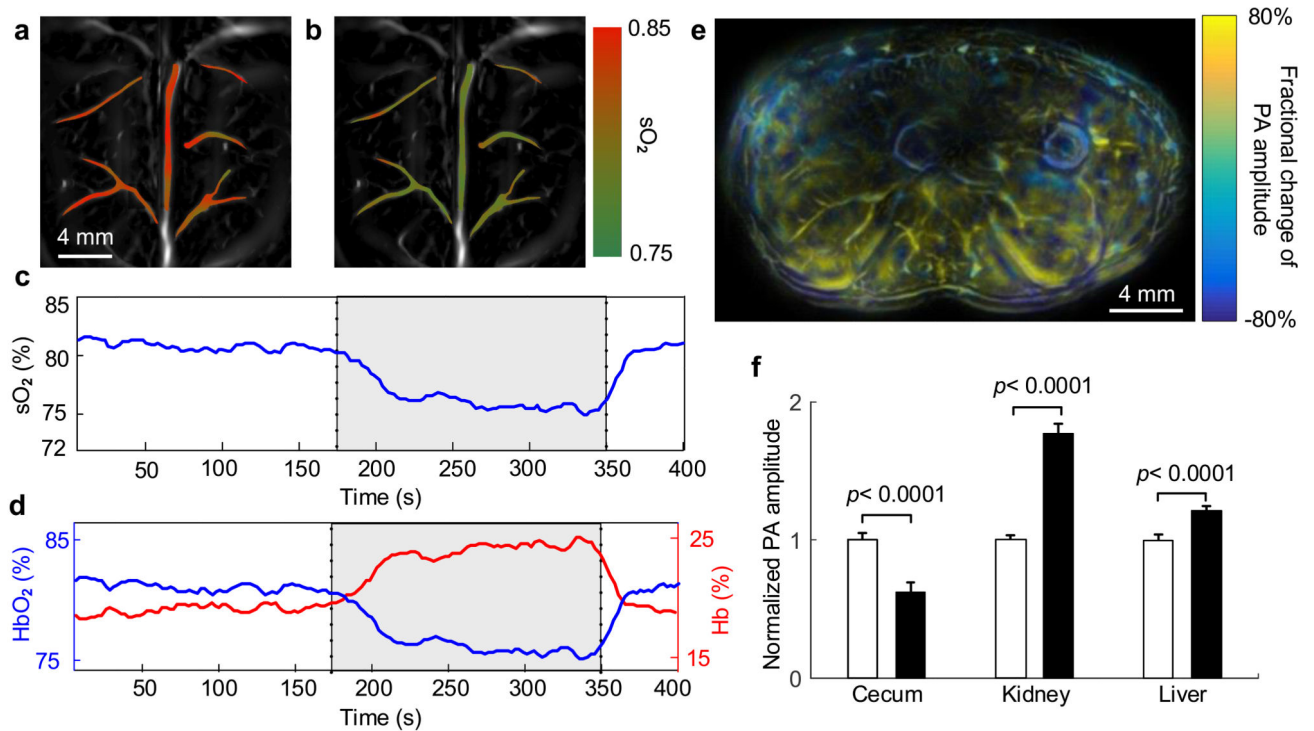 a
4 mm
b
0.85
sO₂
0.75
c
85
80
75
72
sO₂ (%)
50
100
150
200
250
300
350
400
Time (s)
d
85
75
HbO₂ (%)
25
15
Hb (%)
50
100
150
200
250
300
350
400
Time (s)
e
4 mm
80%
-80%
Fractional change of
PA amplitude
f
2
1
0
Normalized PA amplitude
p< 0.0001
p< 0.0001
p< 0.0001
Cecum
Kidney
Liver